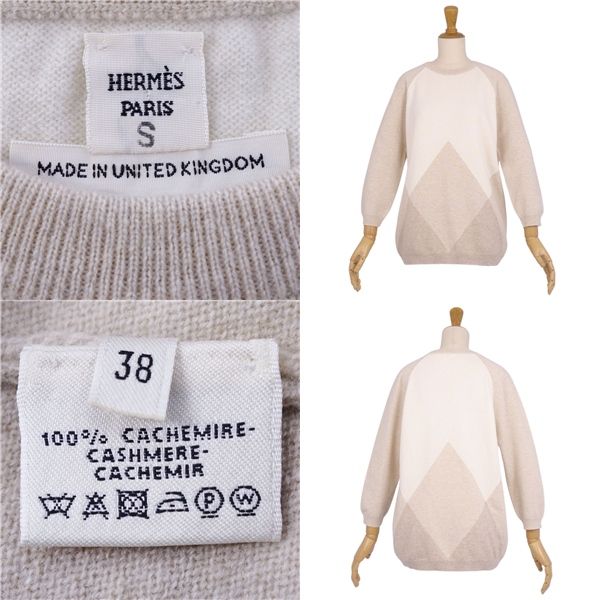 HERMÈS
PARIS
S
MADE IN UNITED KINGDOM
38
100% CACHEMIRE-
CASHMERE-
CACHEMIR
P W